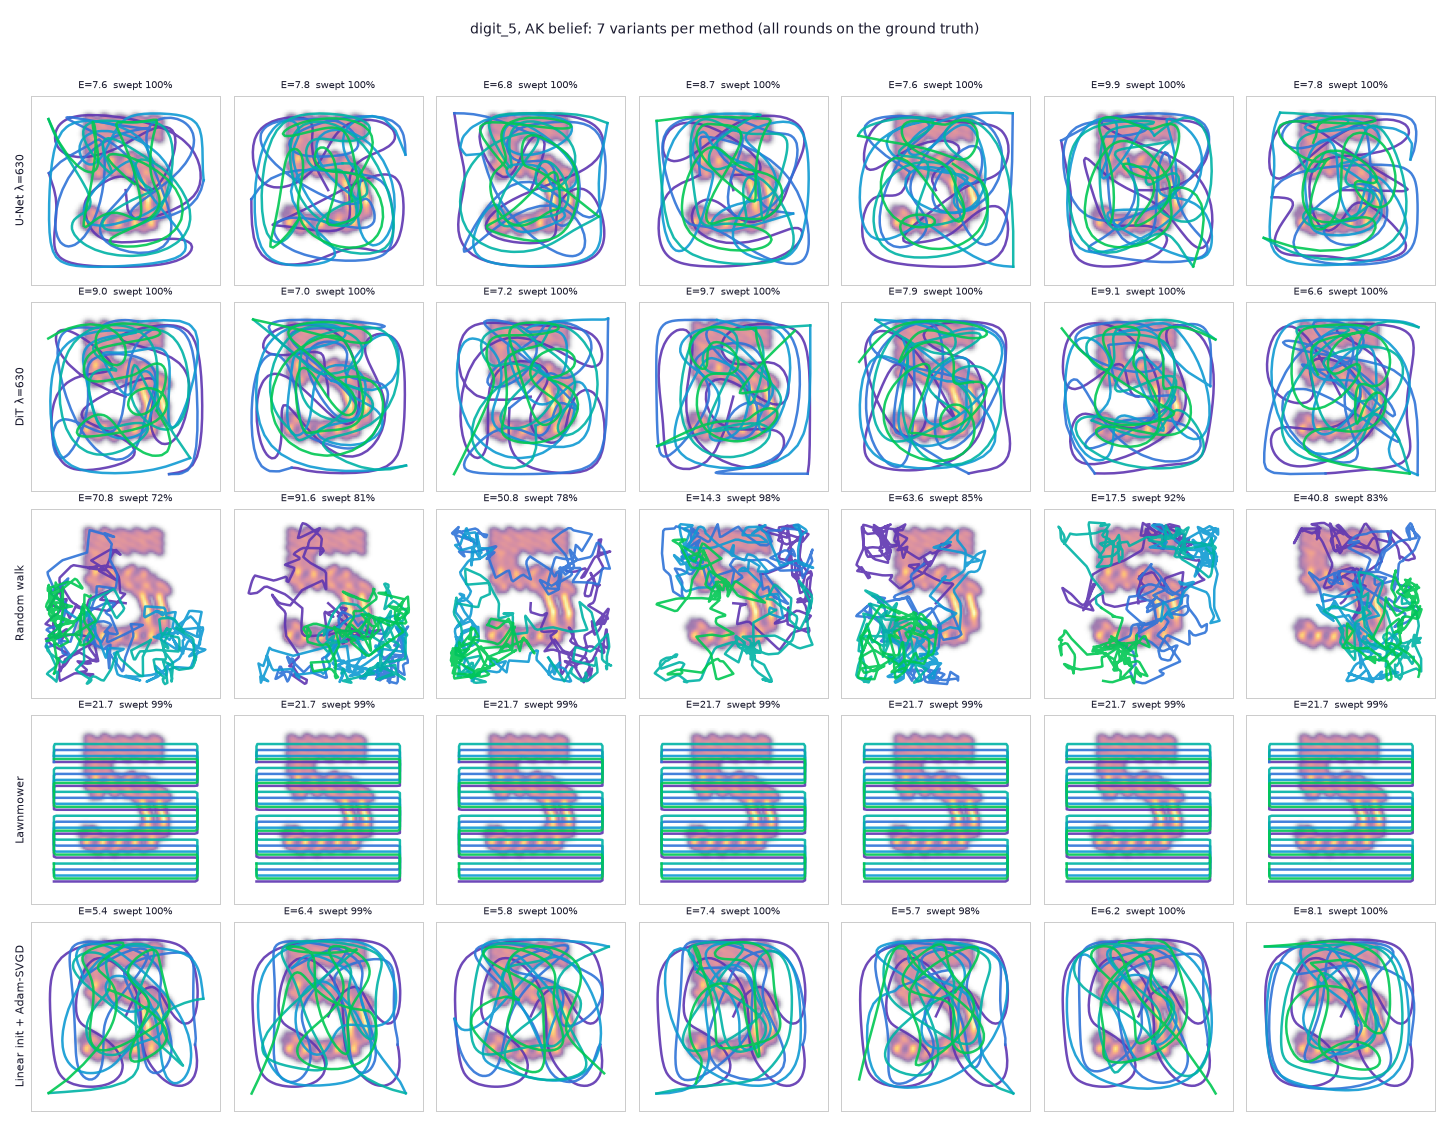 digit_5, AK belief: 7 variants per method (all rounds on the ground truth)
E=7.6 swept 100% E=7.8 swept 100% E=6.8 swept 100% E=8.7 swept 100% E=7.6 swept 100% E=9.9 swept 100% E=7.8 swept 100%
U-Net λ=630
E=9.0 swept 100% E=7.0 swept 100% E=7.2 swept 100% E=9.7 swept 100% E=7.9 swept 100% E=9.1 swept 100% E=6.6 swept 100%
DiT λ=630
E=70.8 swept 72% E=91.6 swept 81% E=50.8 swept 78% E=14.3 swept 98% E=63.6 swept 85% E=17.5 swept 92% E=40.8 swept 83%
Random walk
E=21.7 swept 99% E=21.7 swept 99% E=21.7 swept 99% E=21.7 swept 99% E=21.7 swept 99% E=21.7 swept 99% E=21.7 swept 99%
Lawnmower
E=5.4 swept 100% E=6.4 swept 99% E=5.8 swept 100% E=7.4 swept 100% E=5.7 swept 98% E=6.2 swept 100% E=8.1 swept 100%
Linear init + Adam-SVGD